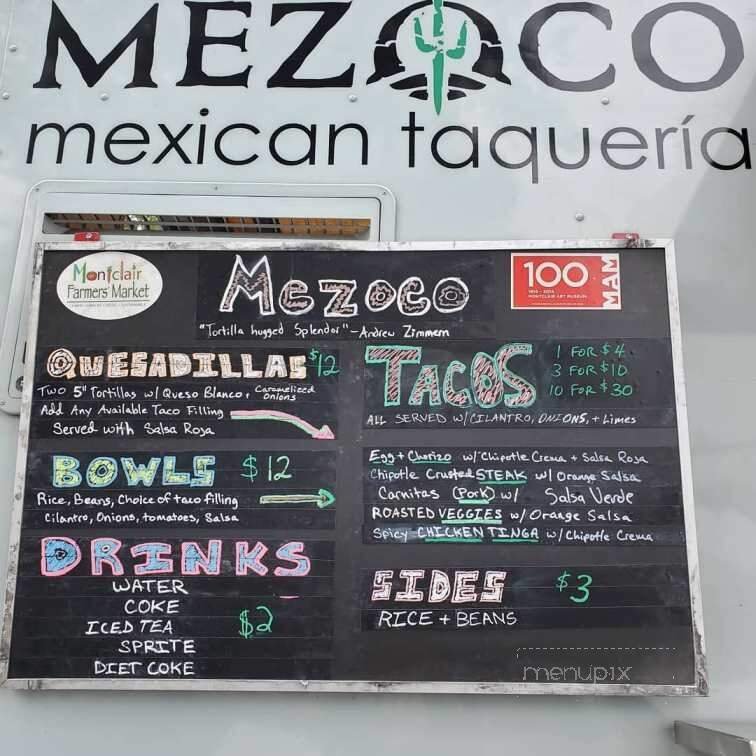 MEZOCO
mexican taquería
Montclair
Farmers' Market
Mezoco
"Tortilla hugged Splendor" - Andrew Zimmern
100 MAM
MONTCLAIR ART MUSEUM
QUESADILLAS $12
Two 5" Tortillas w/ Queso Blanco, Caramelized Onions
Add Any Available Taco Filling
Served with Salsa Roja
BOWLS $12
Rice, Beans, Choice of taco filling
Cilantro, Onions, tomatoes, Salsa
DRINKS
WATER
COKE
ICED TEA $2
SPRITE
DIET COKE
TACOS
1 FOR $4
3 FOR $10
10 FOR $30
ALL SERVED W/ CILANTRO, ONIONS, + Limes
Egg + Chorizo w/ Chipotle Crema + Salsa Roja
Chipotle Crusted STEAK w/ Orange Salsa
Carnitas (Pork) w/ Salsa Verde
ROASTED VEGGIES w/ Orange Salsa
Spicy CHICKEN TINGA w/ Chipotle Crema
SIDES $3
RICE + BEANS
menupix